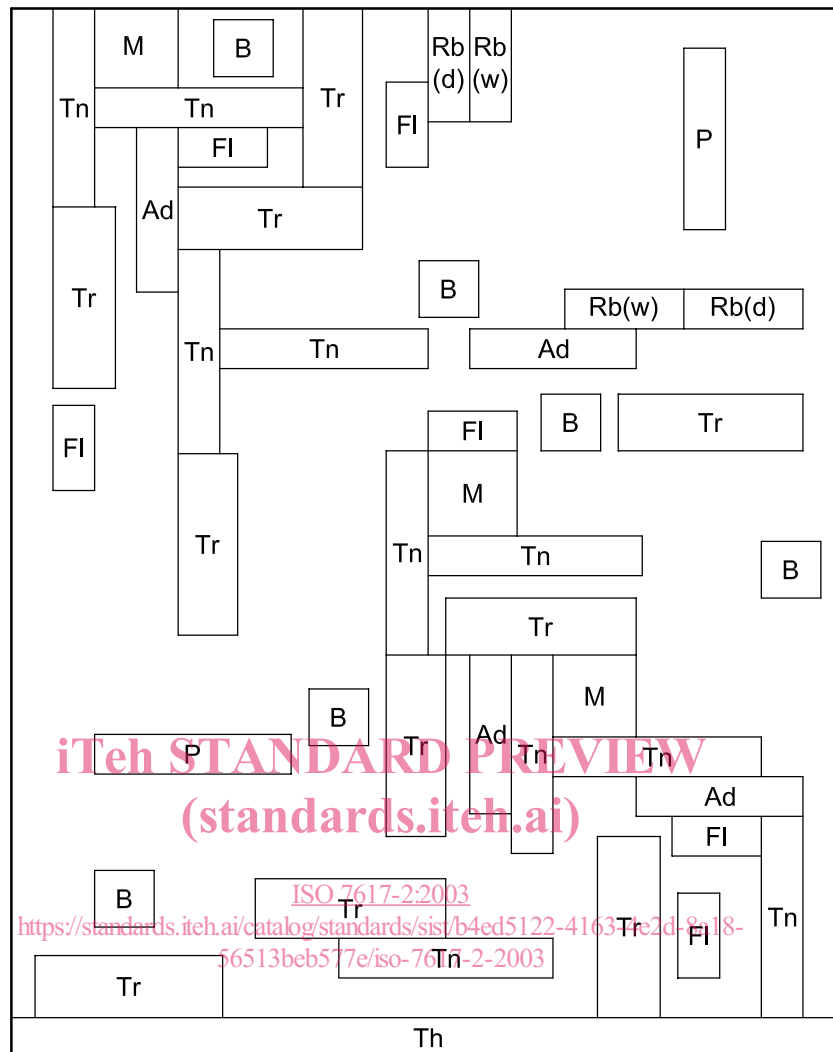 M
B
Rb
(d)
Rb
(w)
Tn
Tn
Tr
Fl
Fl
P
Ad
Tr
Tr
B
Rb(w)
Rb(d)
Tn
Tn
Ad
Fl
B
Tr
Fl
M
Tr
Tn
Tn
B
Tr
M
B
Ad
P
Tr
Tn
Tn
iTeh STANDARD PREVIEW
(standards.iteh.ai)
Ad
Fl
B
Tr
ISO 7617-2:2003
Tr
Fl
Tn
https://standards.iteh.ai/catalog/standards/sist/b4ed5122-4163-4e2d-8a18-
56513beb577e/iso-7617-2-2003
Tn
Tr
Th